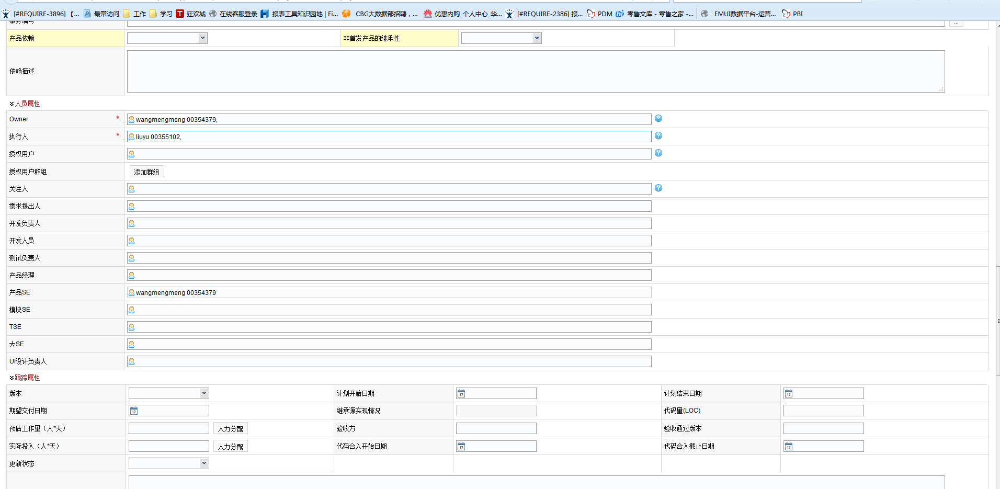 [#REQUIRE-3896] 【... 最常访问 工作 学习 狂欢城 在线客服登录 报表工具知识园地 | Fi... CBG大数据部招聘，... 优惠内购_个人中心_华... [#REQUIRE-2386] 报... PDM 零售文库 - 零售之家 -... EMUI数据平台-运营... PBI
...
产品依赖 非首发产品的继承性
依赖描述
人员属性
Owner * wangmengmeng 00354379,
执行人 * liuyu 00355102,
授权用户
授权用户群组 添加群组
关注人
需求提出人
开发负责人
开发人员
测试负责人
产品经理
产品SE wangmengmeng 00354379
模块SE
TSE
大SE
UI设计负责人
跟踪属性
版本 计划开始日期 17 计划结束日期 17
期望交付日期 17 继承源实现情况 代码量(LOC)
预估工作量（人*天） 人力分配 验收方 验收通过版本
实际投入（人*天） 人力分配 代码合入开始日期 17 代码合入截止日期 17
更新状态